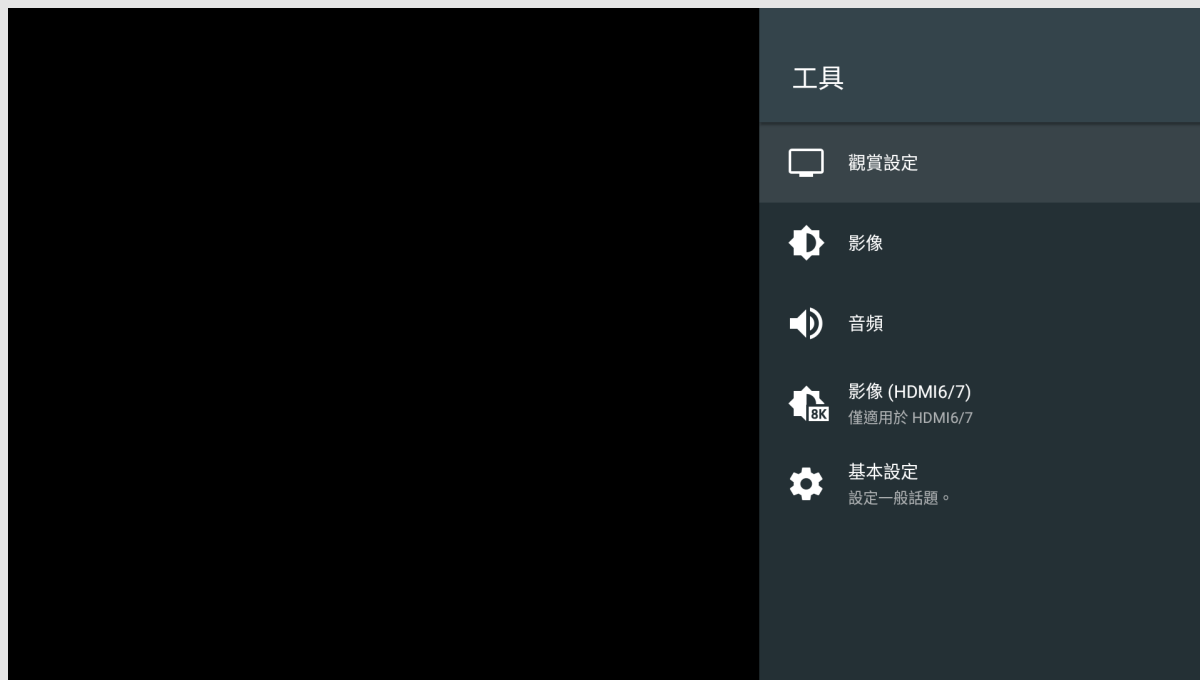 工具
觀賞設定
影像
音頻
8K
影像 (HDMI6/7)
僅適用於 HDMI6/7
基本設定
設定一般話題。